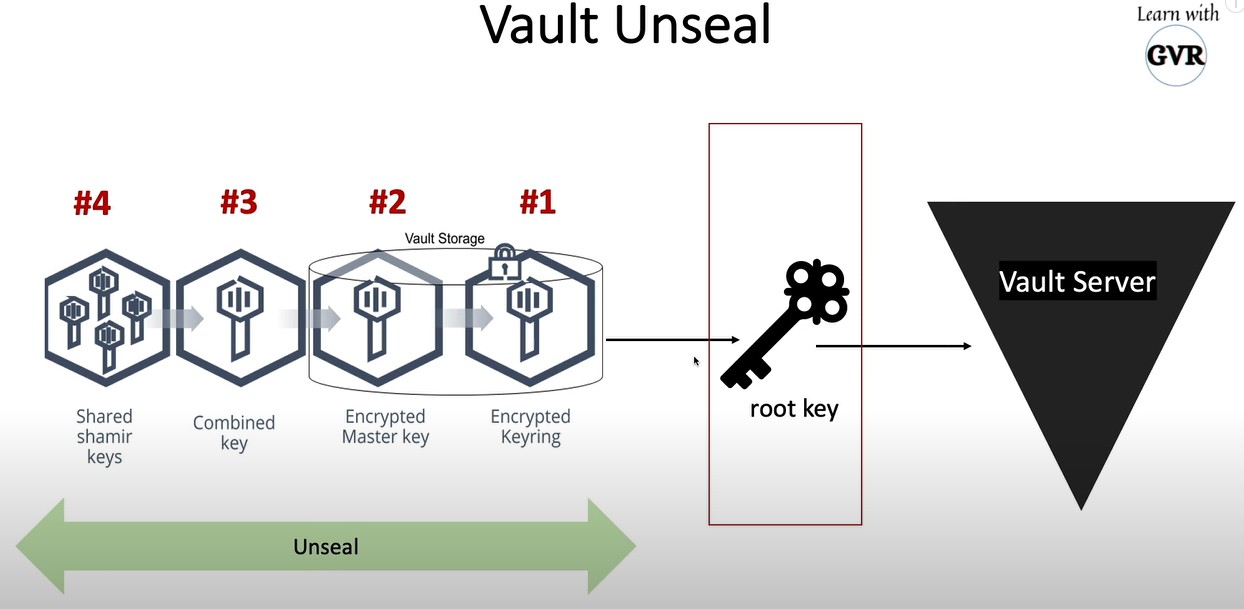 Vault Unseal
Learn with
GVR
#4
#3
#2
#1
Vault Storage
Vault Server
root key
Shared
shamir
keys
Combined
key
Encrypted
Master key
Encrypted
Keyring
Unseal